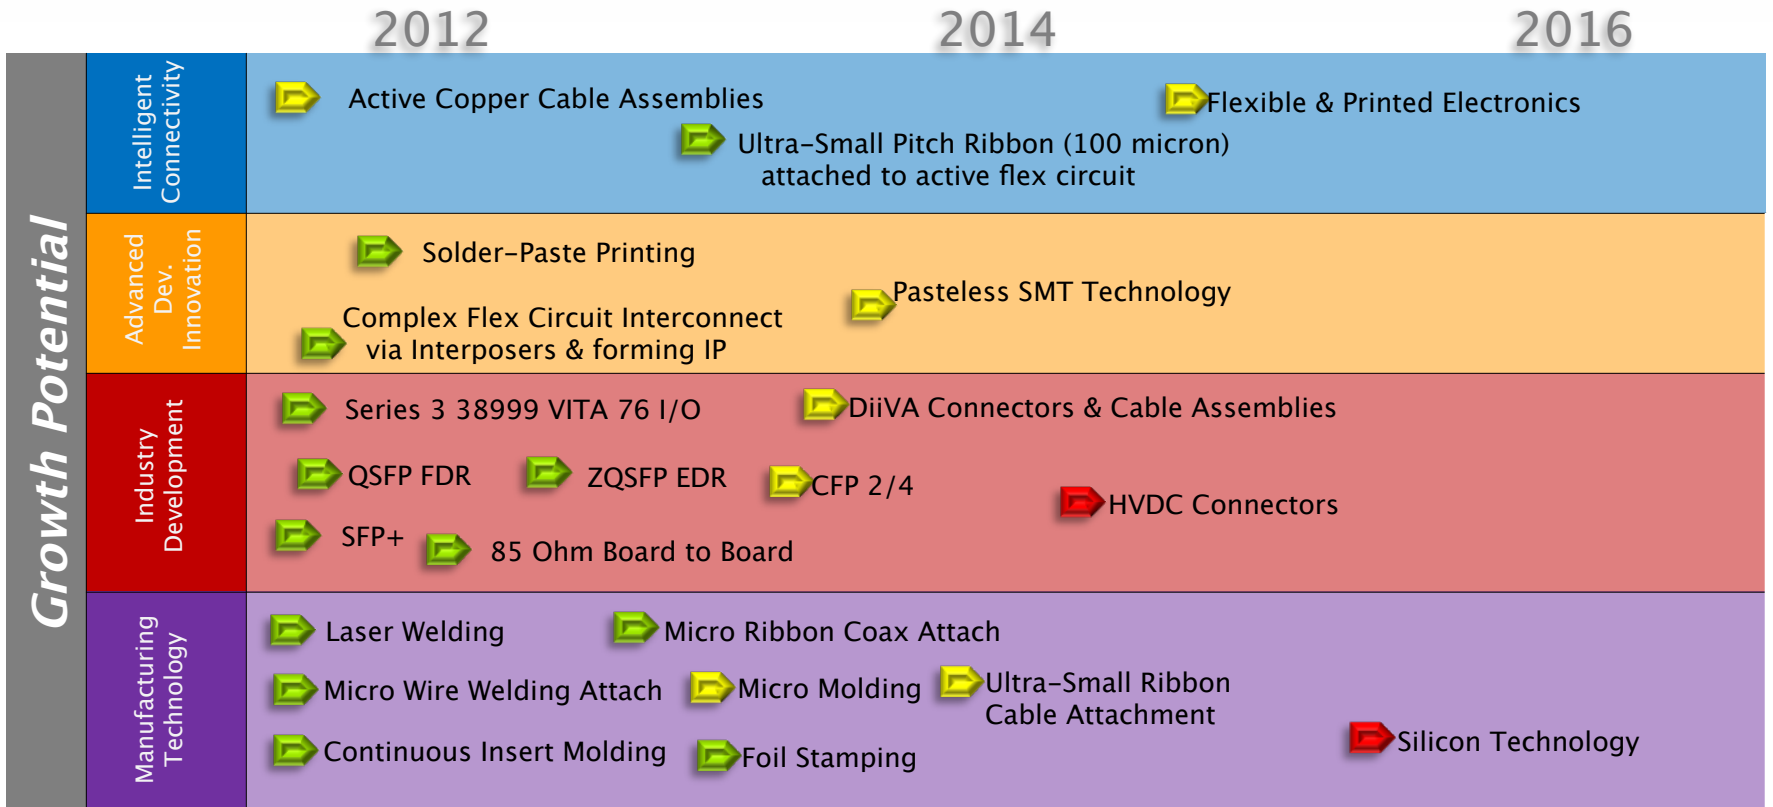 2012
2014
2016
Growth Potential
Intelligent
Connectivity
Active Copper Cable Assemblies
Flexible & Printed Electronics
Ultra-Small Pitch Ribbon (100 micron)
attached to active flex circuit
Advanced
Dev.
Innovation
Solder-Paste Printing
Pasteless SMT Technology
Complex Flex Circuit Interconnect
via Interposers & forming IP
Industry
Development
Series 3 38999 VITA 76 I/O
DiiVA Connectors & Cable Assemblies
QSFP FDR
ZQSFP EDR
CFP 2/4
HVDC Connectors
SFP+
85 Ohm Board to Board
Manufacturing
Technology
Laser Welding
Micro Ribbon Coax Attach
Micro Wire Welding Attach
Micro Molding
Ultra-Small Ribbon
Cable Attachment
Continuous Insert Molding
Foil Stamping
Silicon Technology